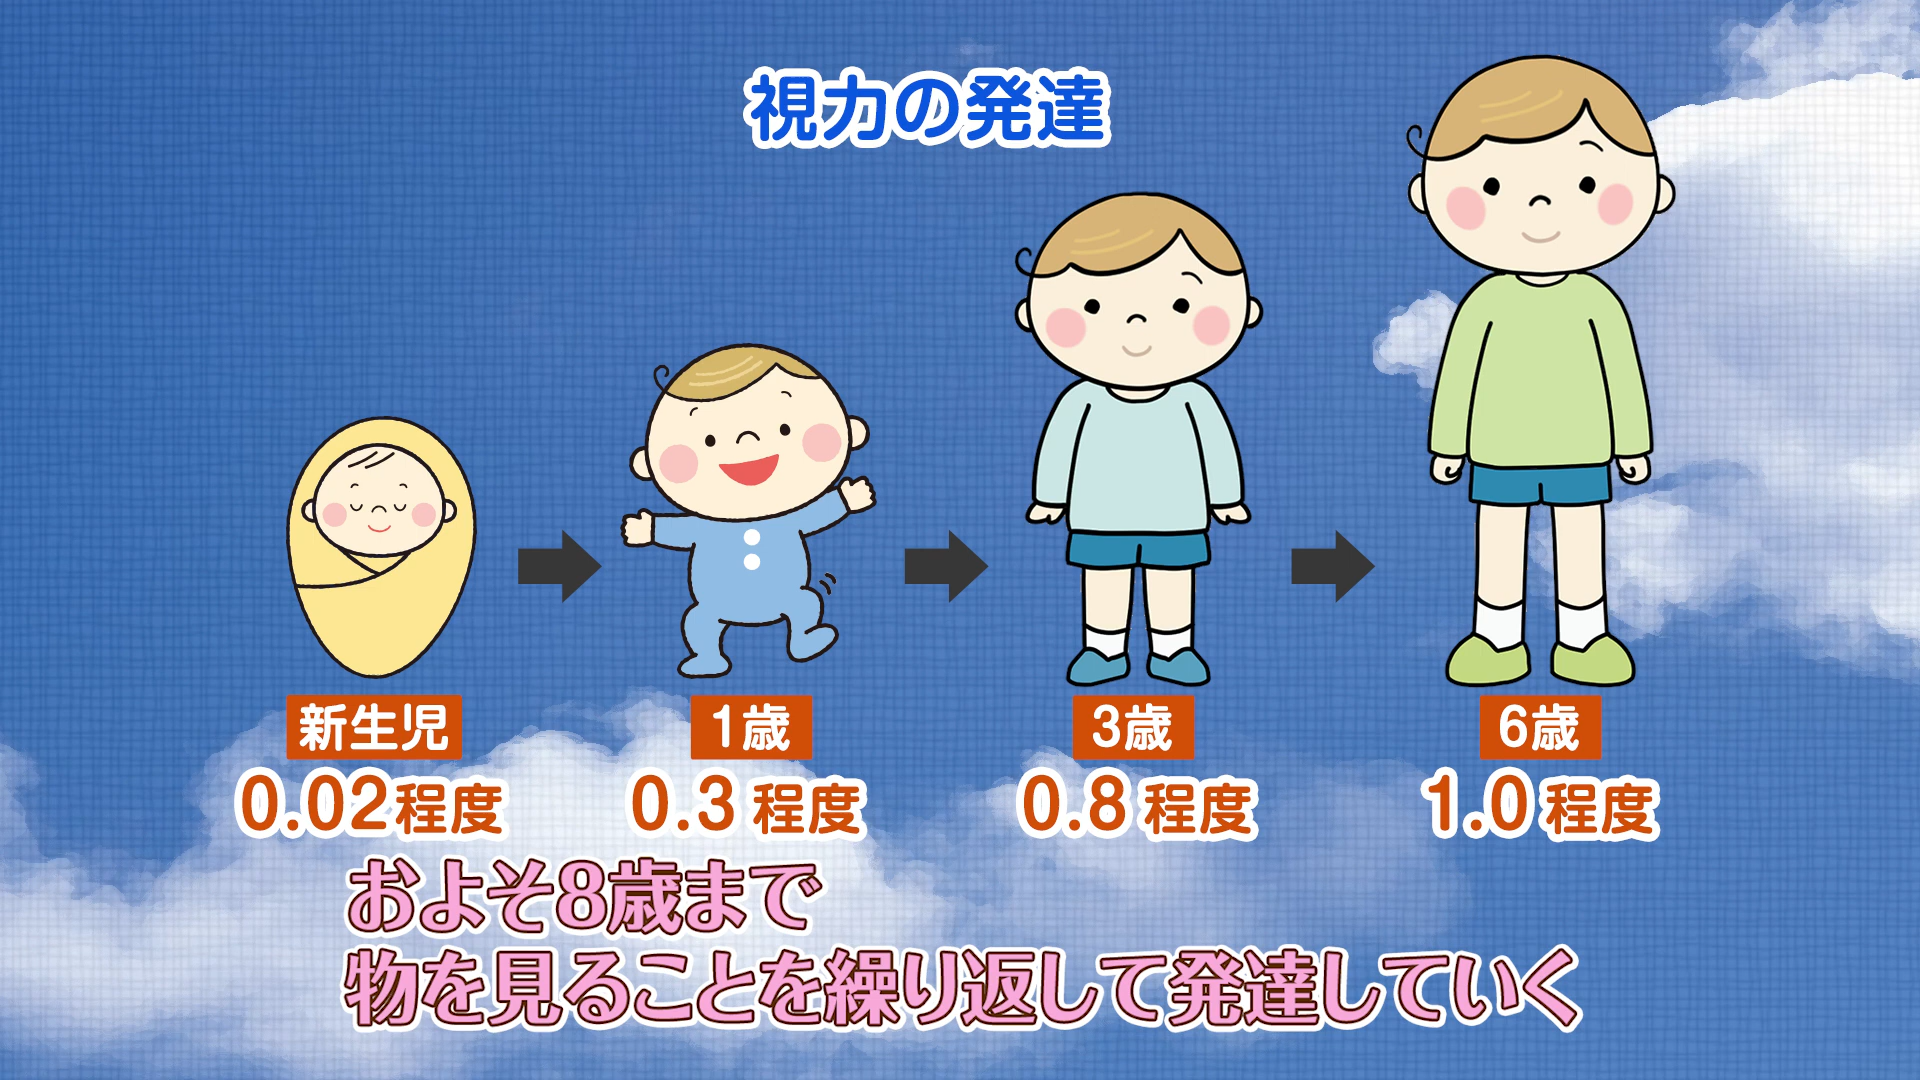 視力の発達
新生児
1歳
3歳
6歳
0.02程度
0.3程度
0.8程度
1.0程度
およそ8歳まで
物を見ることを繰り返して発達していく